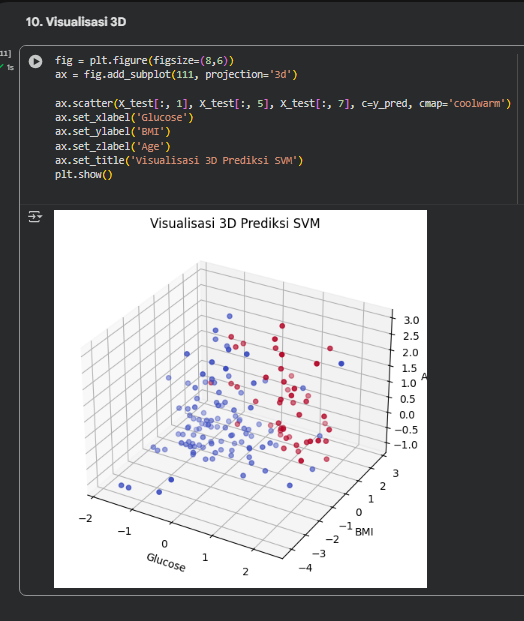 10. Visualisasi 3D
11]
1s
fig = plt.figure(figsize=(8,6))
ax = fig.add_subplot(111, projection='3d')
ax.scatter(X_test[:, 1], X_test[:, 5], X_test[:, 7], c=y_pred, cmap='coolwarm')
ax.set_xlabel('Glucose')
ax.set_ylabel('BMI')
ax.set_zlabel('Age')
ax.set_title('Visualisasi 3D Prediksi SVM')
plt.show()
Visualisasi 3D Prediksi SVM
3.0
2.5
2.0
1.5
1.0
A
0.5
0.0
−0.5
−1.0
3
2
1
0
−1
BMI
−2
−3
−4
−2
−1
0
1
2
Glucose